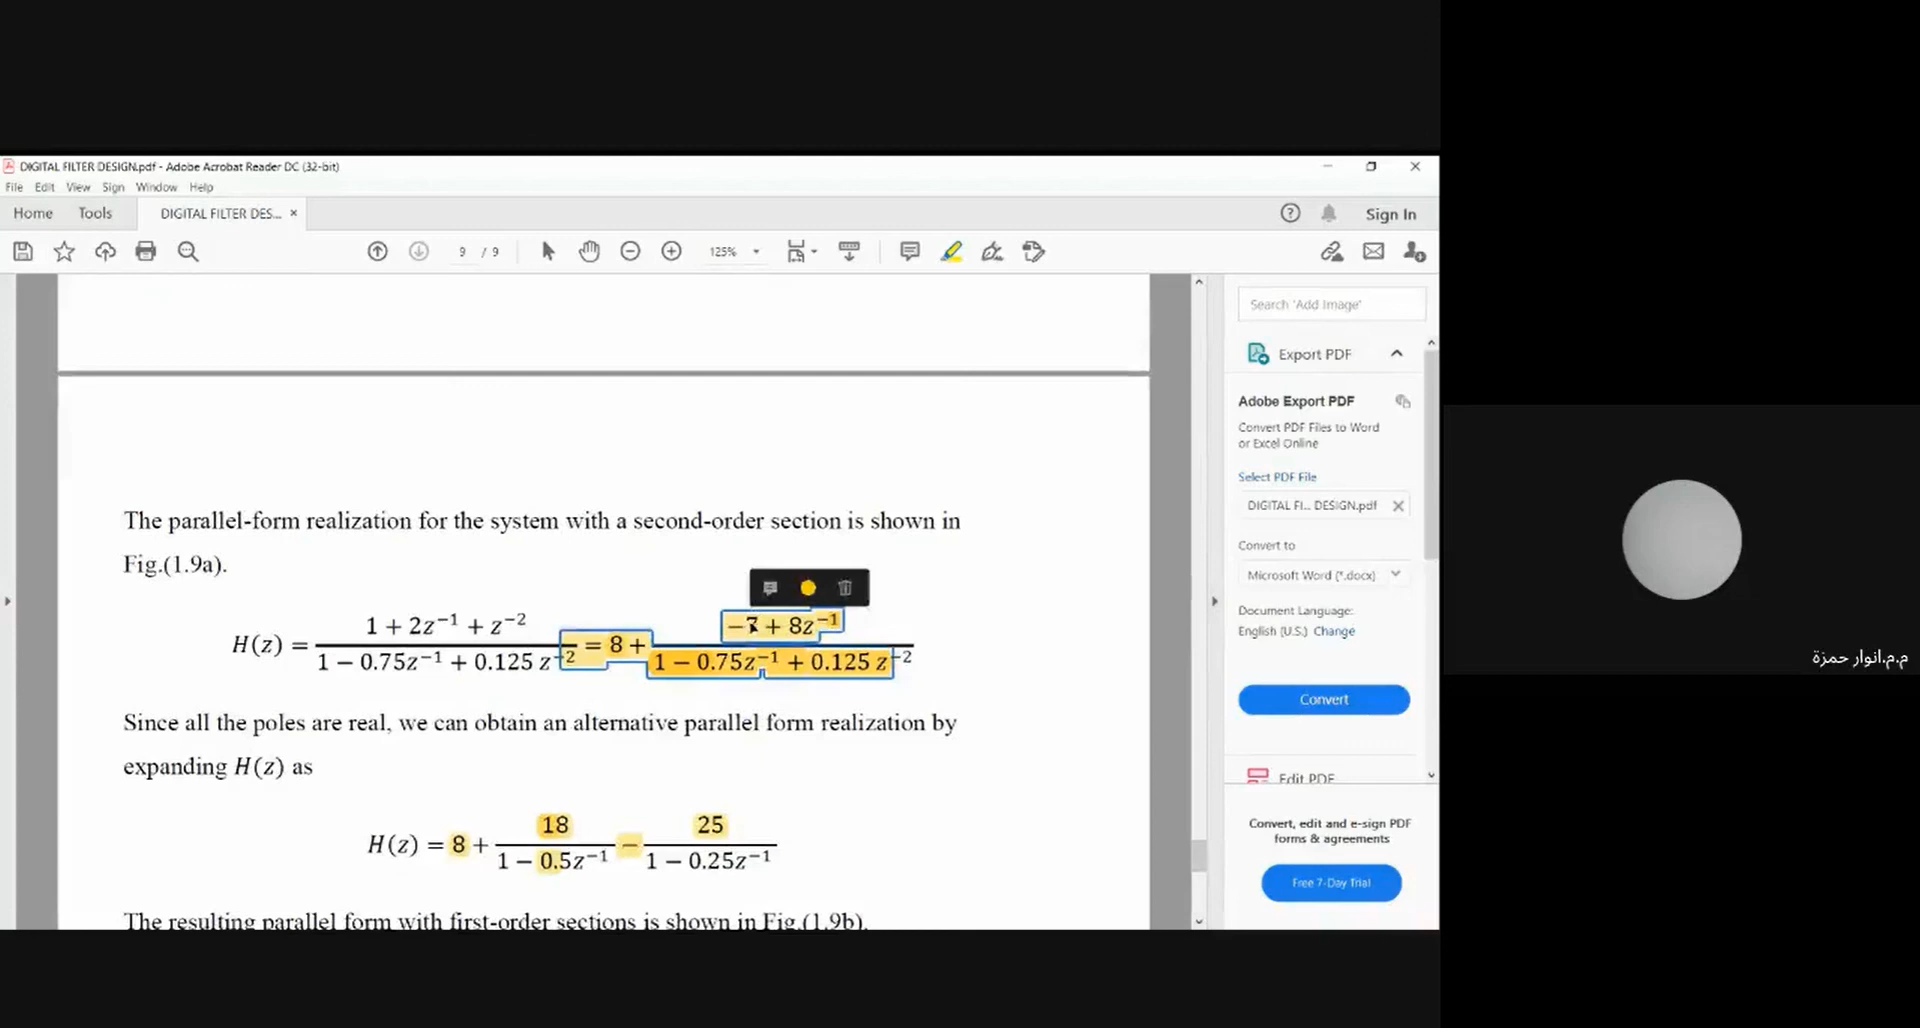 DIGITAL FILTER DESIGN.pdf - Adobe Acrobat Reader DC (32-bit)
File Edit View Sign Window Help
Home Tools DIGITAL FILTER DES... ×
Sign In
9 / 9 125%
Search 'Add Image'
Export PDF
Adobe Export PDF
Convert PDF Files to Word
or Excel Online
Select PDF File
DIGITAL FI... DESIGN.pdf
Convert to
Microsoft Word (*.docx)
Document Language:
English (U.S.) Change
Convert
Edit PDF
Convert, edit and e-sign PDF
forms & agreements
Free 7-Day Trial
The parallel-form realization for the system with a second-order section is shown in
Fig.(1.9a).
H(z) = (1 + 2z⁻¹ + z⁻²) / (1 − 0.75z⁻¹ + 0.125 z⁻²) = 8 + (−7 + 8z⁻¹) / (1 − 0.75z⁻¹ + 0.125 z⁻²)
Since all the poles are real, we can obtain an alternative parallel form realization by
expanding H(z) as
H(z) = 8 + 18 / (1 − 0.5z⁻¹) − 25 / (1 − 0.25z⁻¹)
The resulting parallel form with first-order sections is shown in Fig.(1.9b).
م.م.انوار حمزة